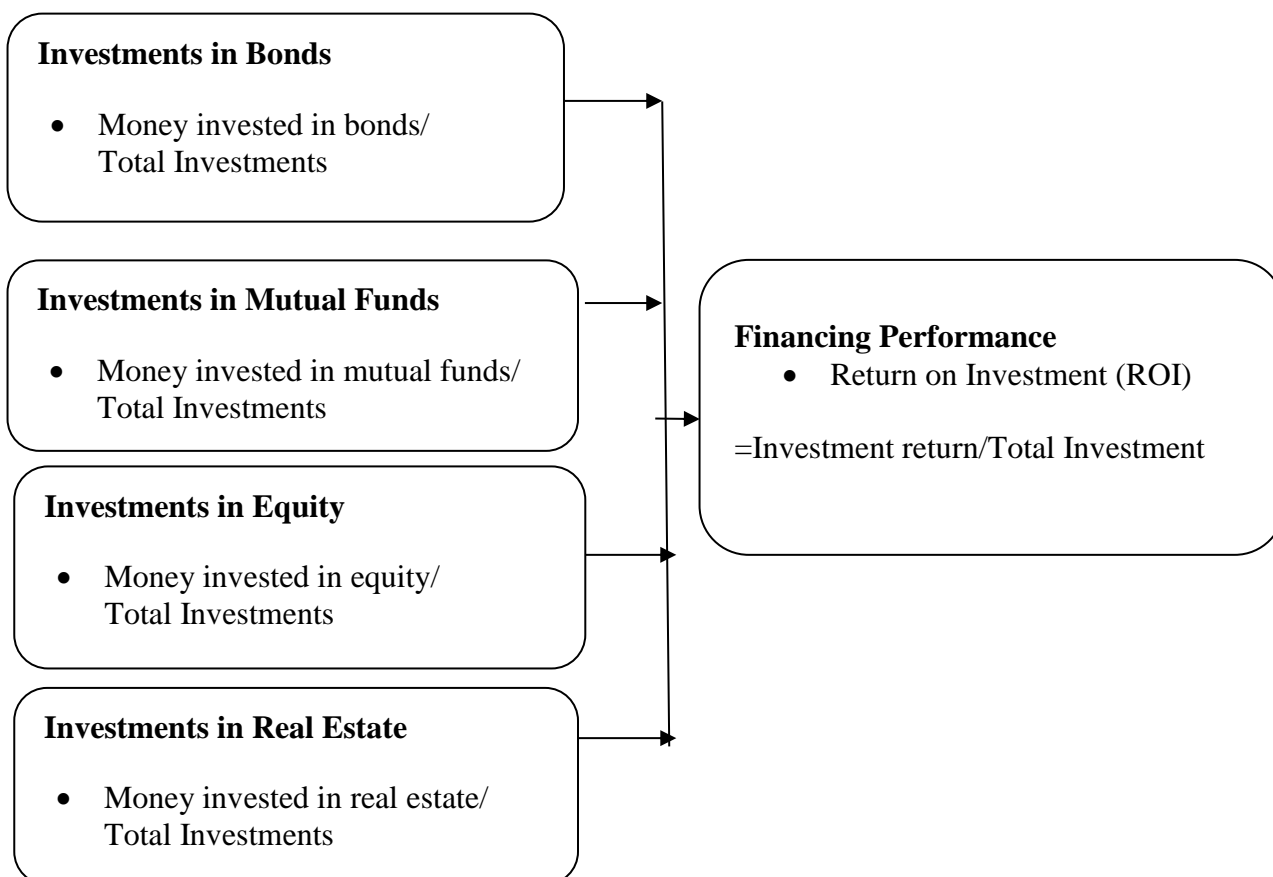 Investments in Bonds
• Money invested in bonds/
Total Investments
Investments in Mutual Funds
• Money invested in mutual funds/
Total Investments
Investments in Equity
• Money invested in equity/
Total Investments
Investments in Real Estate
• Money invested in real estate/
Total Investments
Financing Performance
• Return on Investment (ROI)
=Investment return/Total Investment